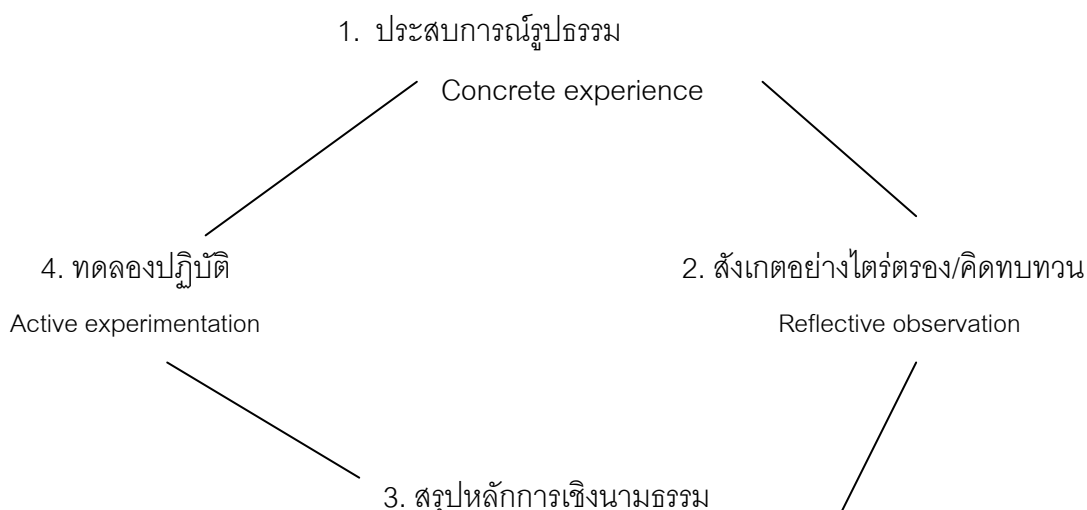 1. ประสบการณ์รูปธรรม
Concrete experience
4. ทดลองปฏิบัติ
Active experimentation
2. สังเกตอย่างไตร่ตรอง/คิดทบทวน
Reflective observation
3. สรุปหลักการเชิงนามธรรม